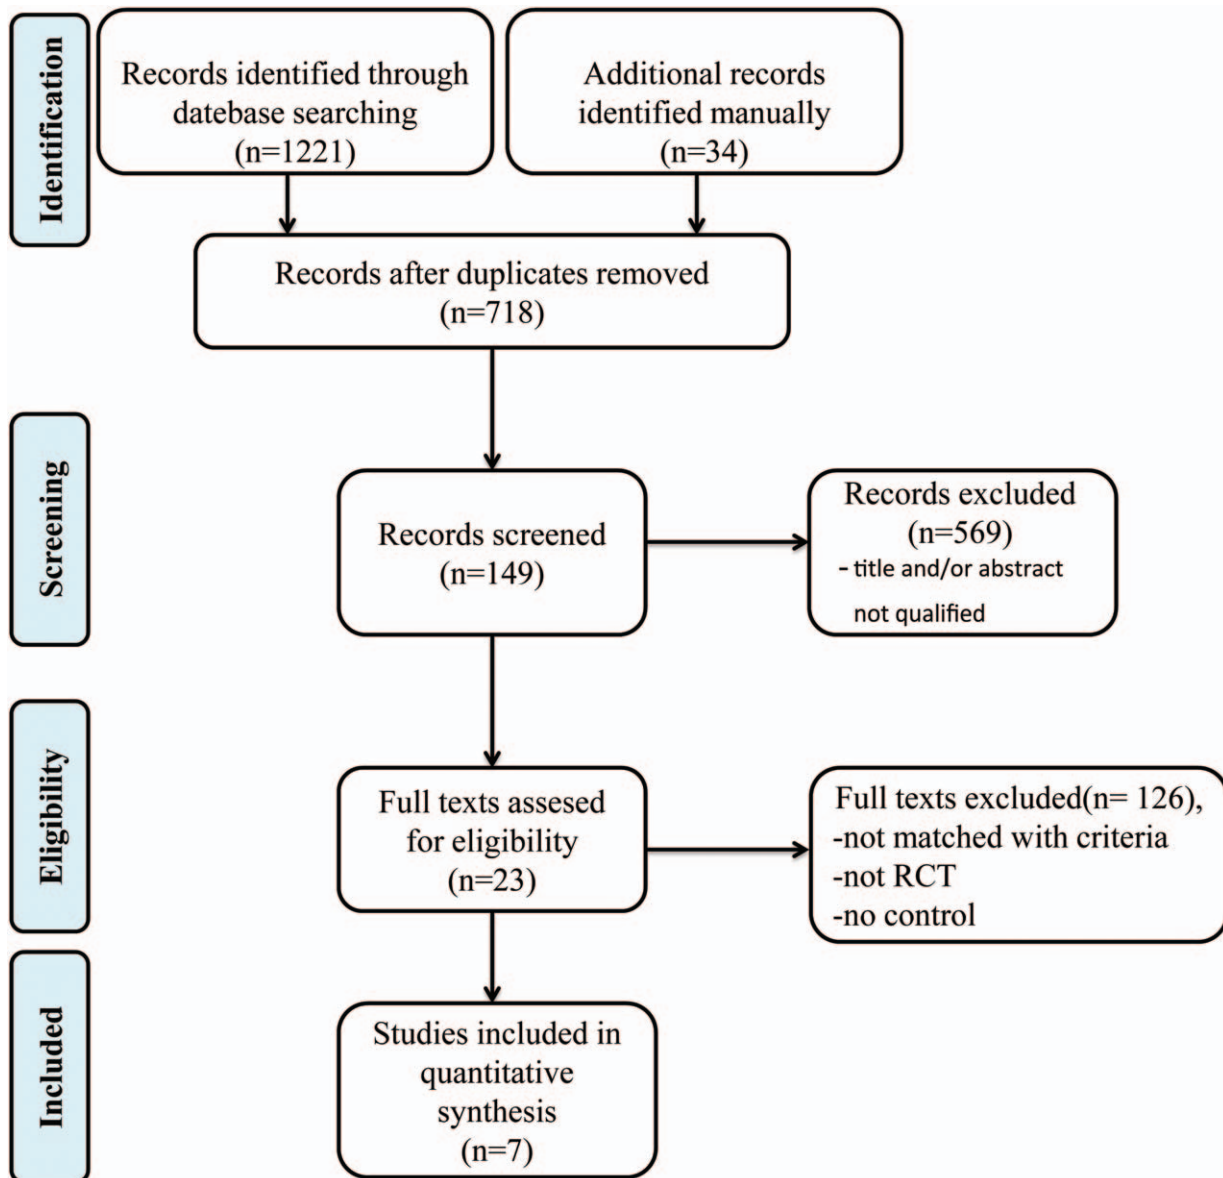 Identification
Records identified through
datebase searching
(n=1221)
Additional records
identified manually
(n=34)
Records after duplicates removed
(n=718)
Screening
Records screened
(n=149)
Records excluded
(n=569)
- title and/or abstract
not qualified
Eligibility
Full texts assesed
for eligibility
(n=23)
Full texts excluded(n= 126),
-not matched with criteria
-not RCT
-no control
Included
Studies included in
quantitative
synthesis
(n=7)